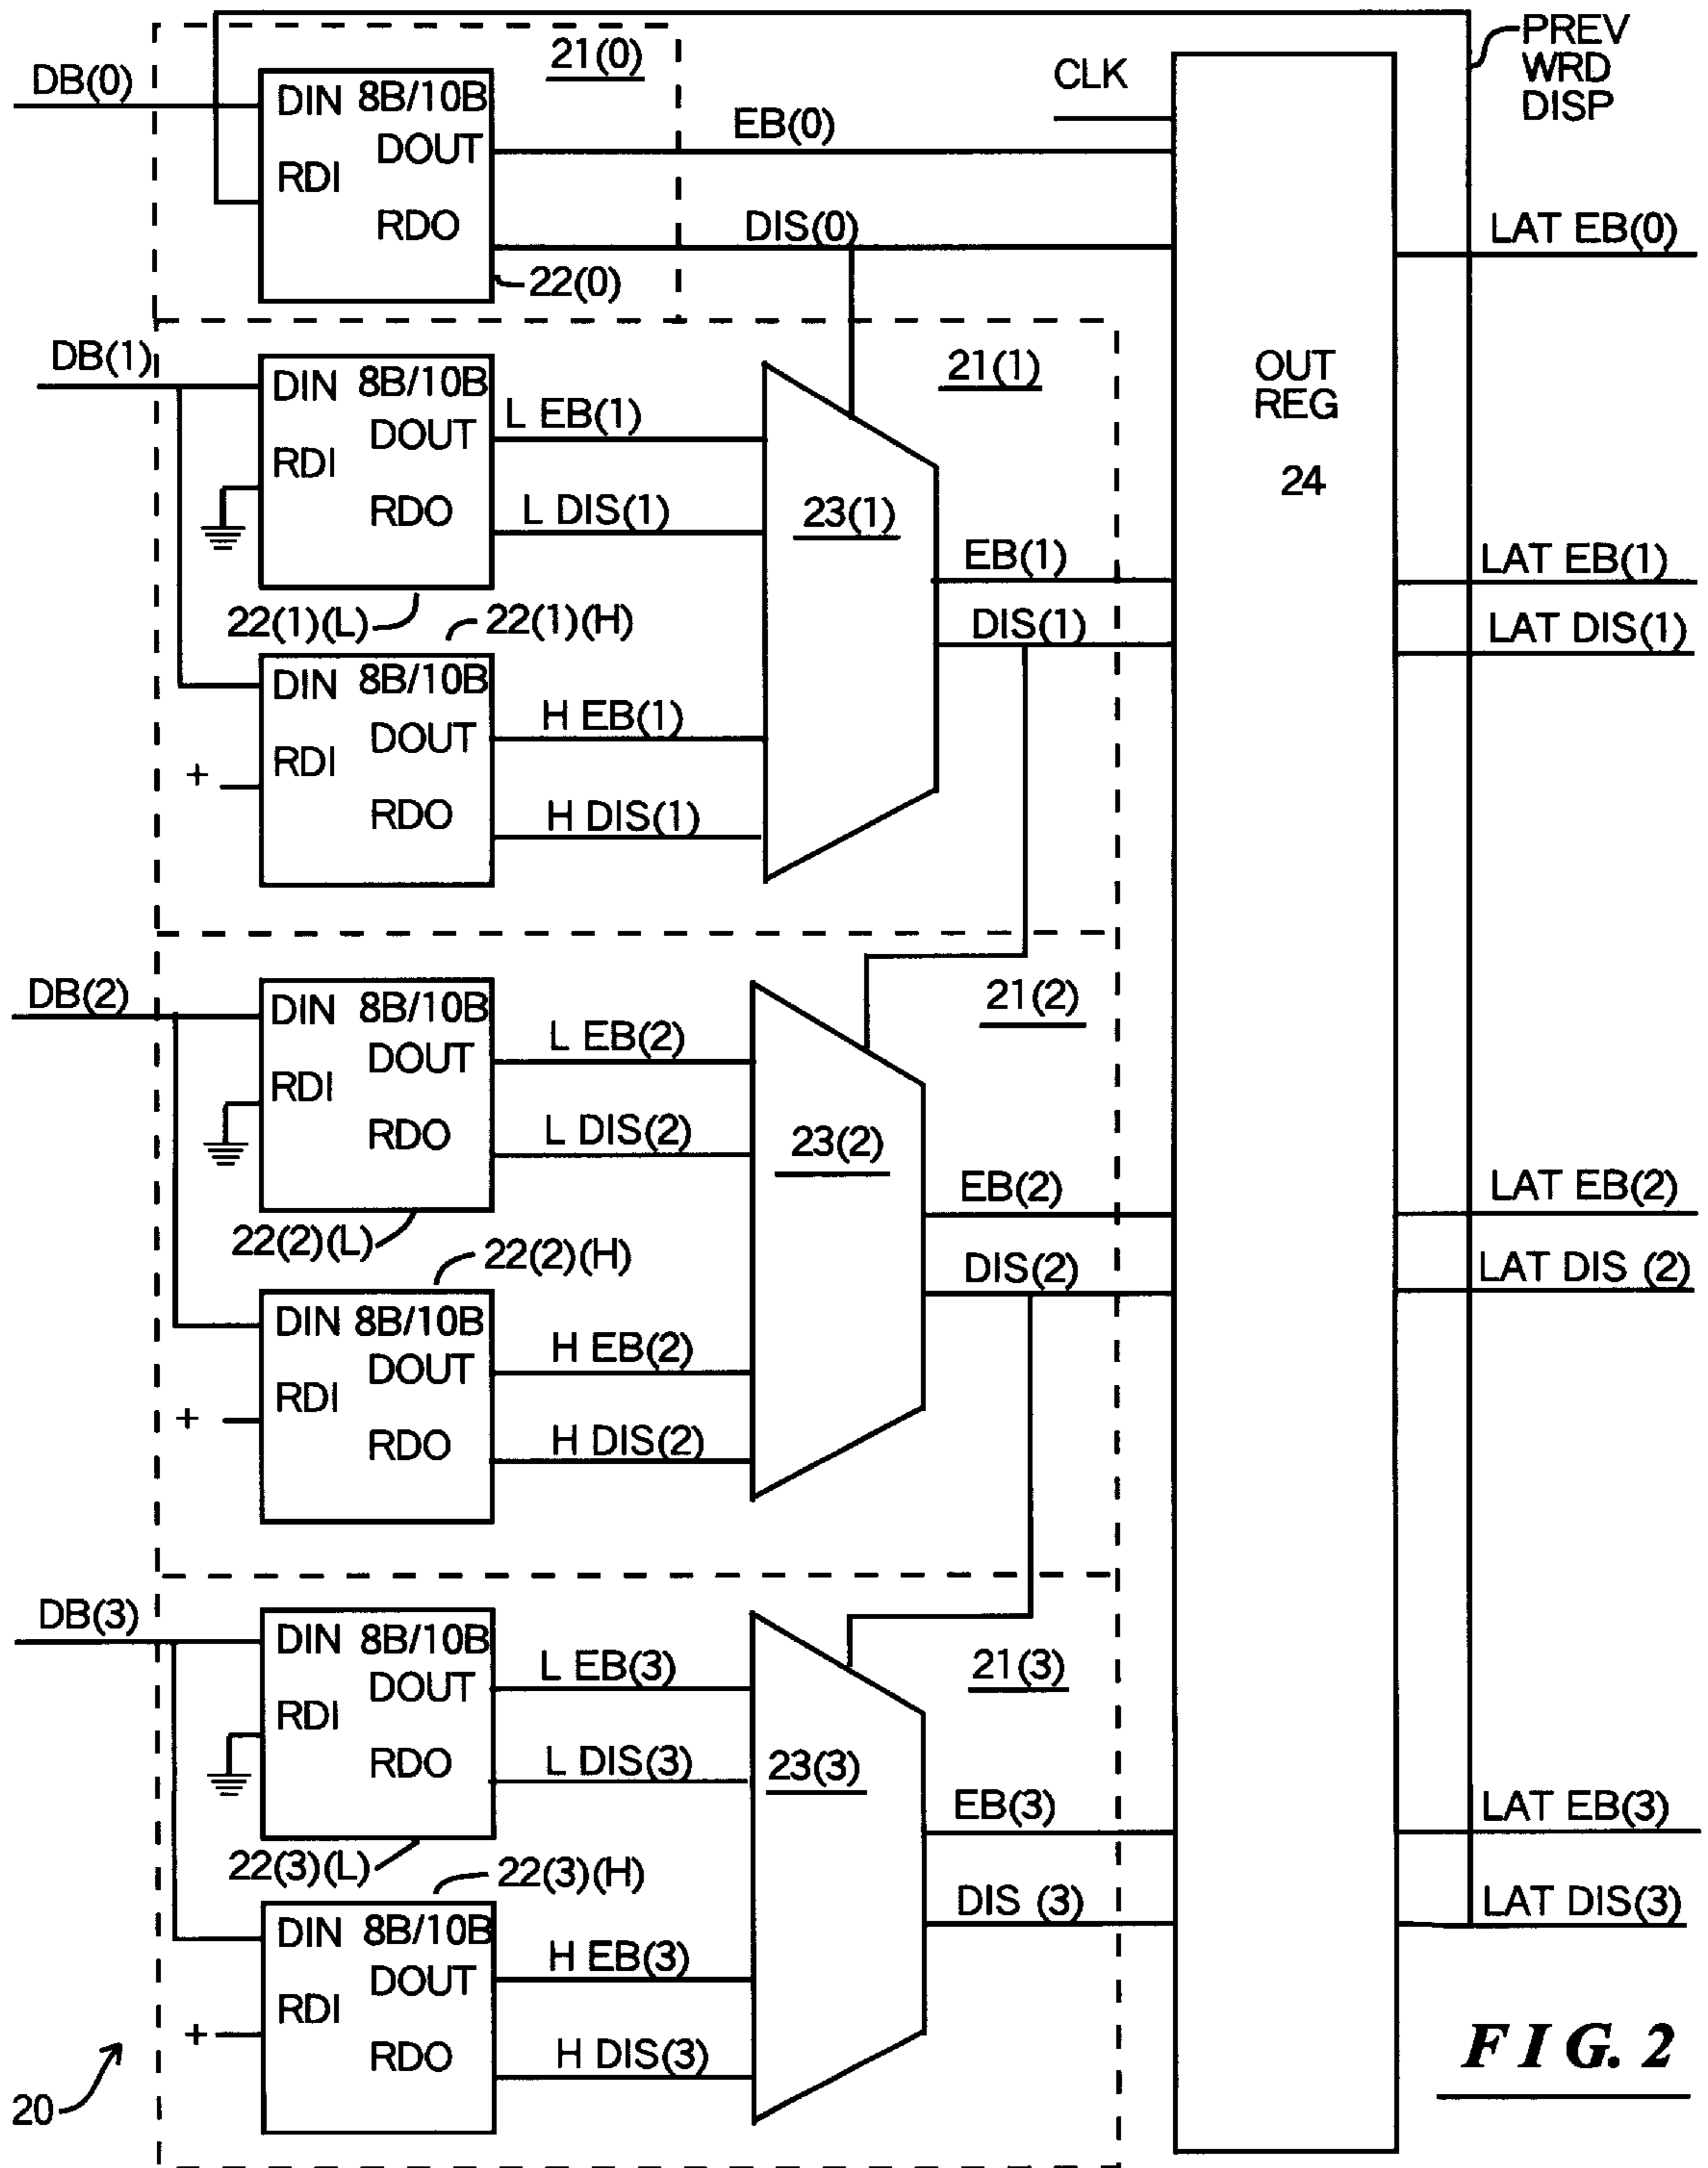 PREV
WRD
DISP
21(0)
DB(0)
DIN 8B/10B
DOUT
RDI
RDO
22(0)
EB(0)
DIS(0)
CLK
LAT EB(0)
DB(1)
DIN 8B/10B
DOUT
RDI
RDO
L EB(1)
L DIS(1)
22(1)(L)
22(1)(H)
21(1)
23(1)
OUT
REG
24
EB(1)
DIS(1)
LAT EB(1)
LAT DIS(1)
DIN 8B/10B
DOUT
RDI
+
RDO
H EB(1)
H DIS(1)
DB(2)
DIN 8B/10B
DOUT
RDI
RDO
L EB(2)
L DIS(2)
21(2)
23(2)
22(2)(L)
22(2)(H)
EB(2)
DIS(2)
LAT EB(2)
LAT DIS (2)
DIN 8B/10B
DOUT
RDI
+
RDO
H EB(2)
H DIS(2)
DB(3)
DIN 8B/10B
DOUT
RDI
RDO
L EB(3)
L DIS(3)
21(3)
23(3)
22(3)(L)
22(3)(H)
EB(3)
DIS (3)
LAT EB(3)
LAT DIS(3)
DIN 8B/10B
DOUT
RDI
+
RDO
H EB(3)
H DIS(3)
20
FIG. 2